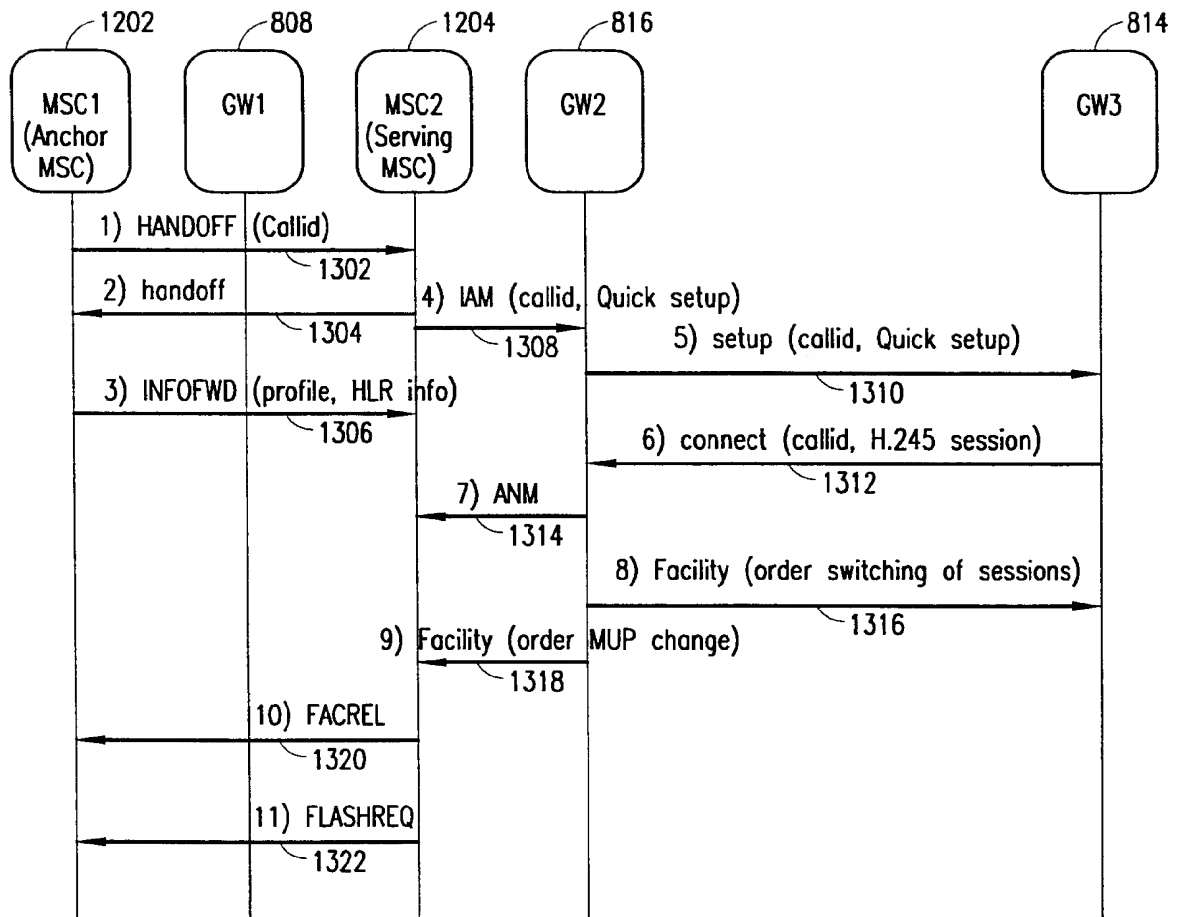 1202
808
1204
816
814
MSC1
(Anchor
MSC)
GW1
MSC2
(Serving
MSC)
GW2
GW3
1) HANDOFF (Callid)
1302
2) handoff
1304
4) IAM (callid, Quick setup)
1308
5) setup (callid, Quick setup)
1310
3) INFOFWD (profile, HLR info)
1306
6) connect (callid, H.245 session)
1312
7) ANM
1314
8) Facility (order switching of sessions)
1316
9) Facility (order MUP change)
1318
10) FACREL
1320
11) FLASHREQ
1322